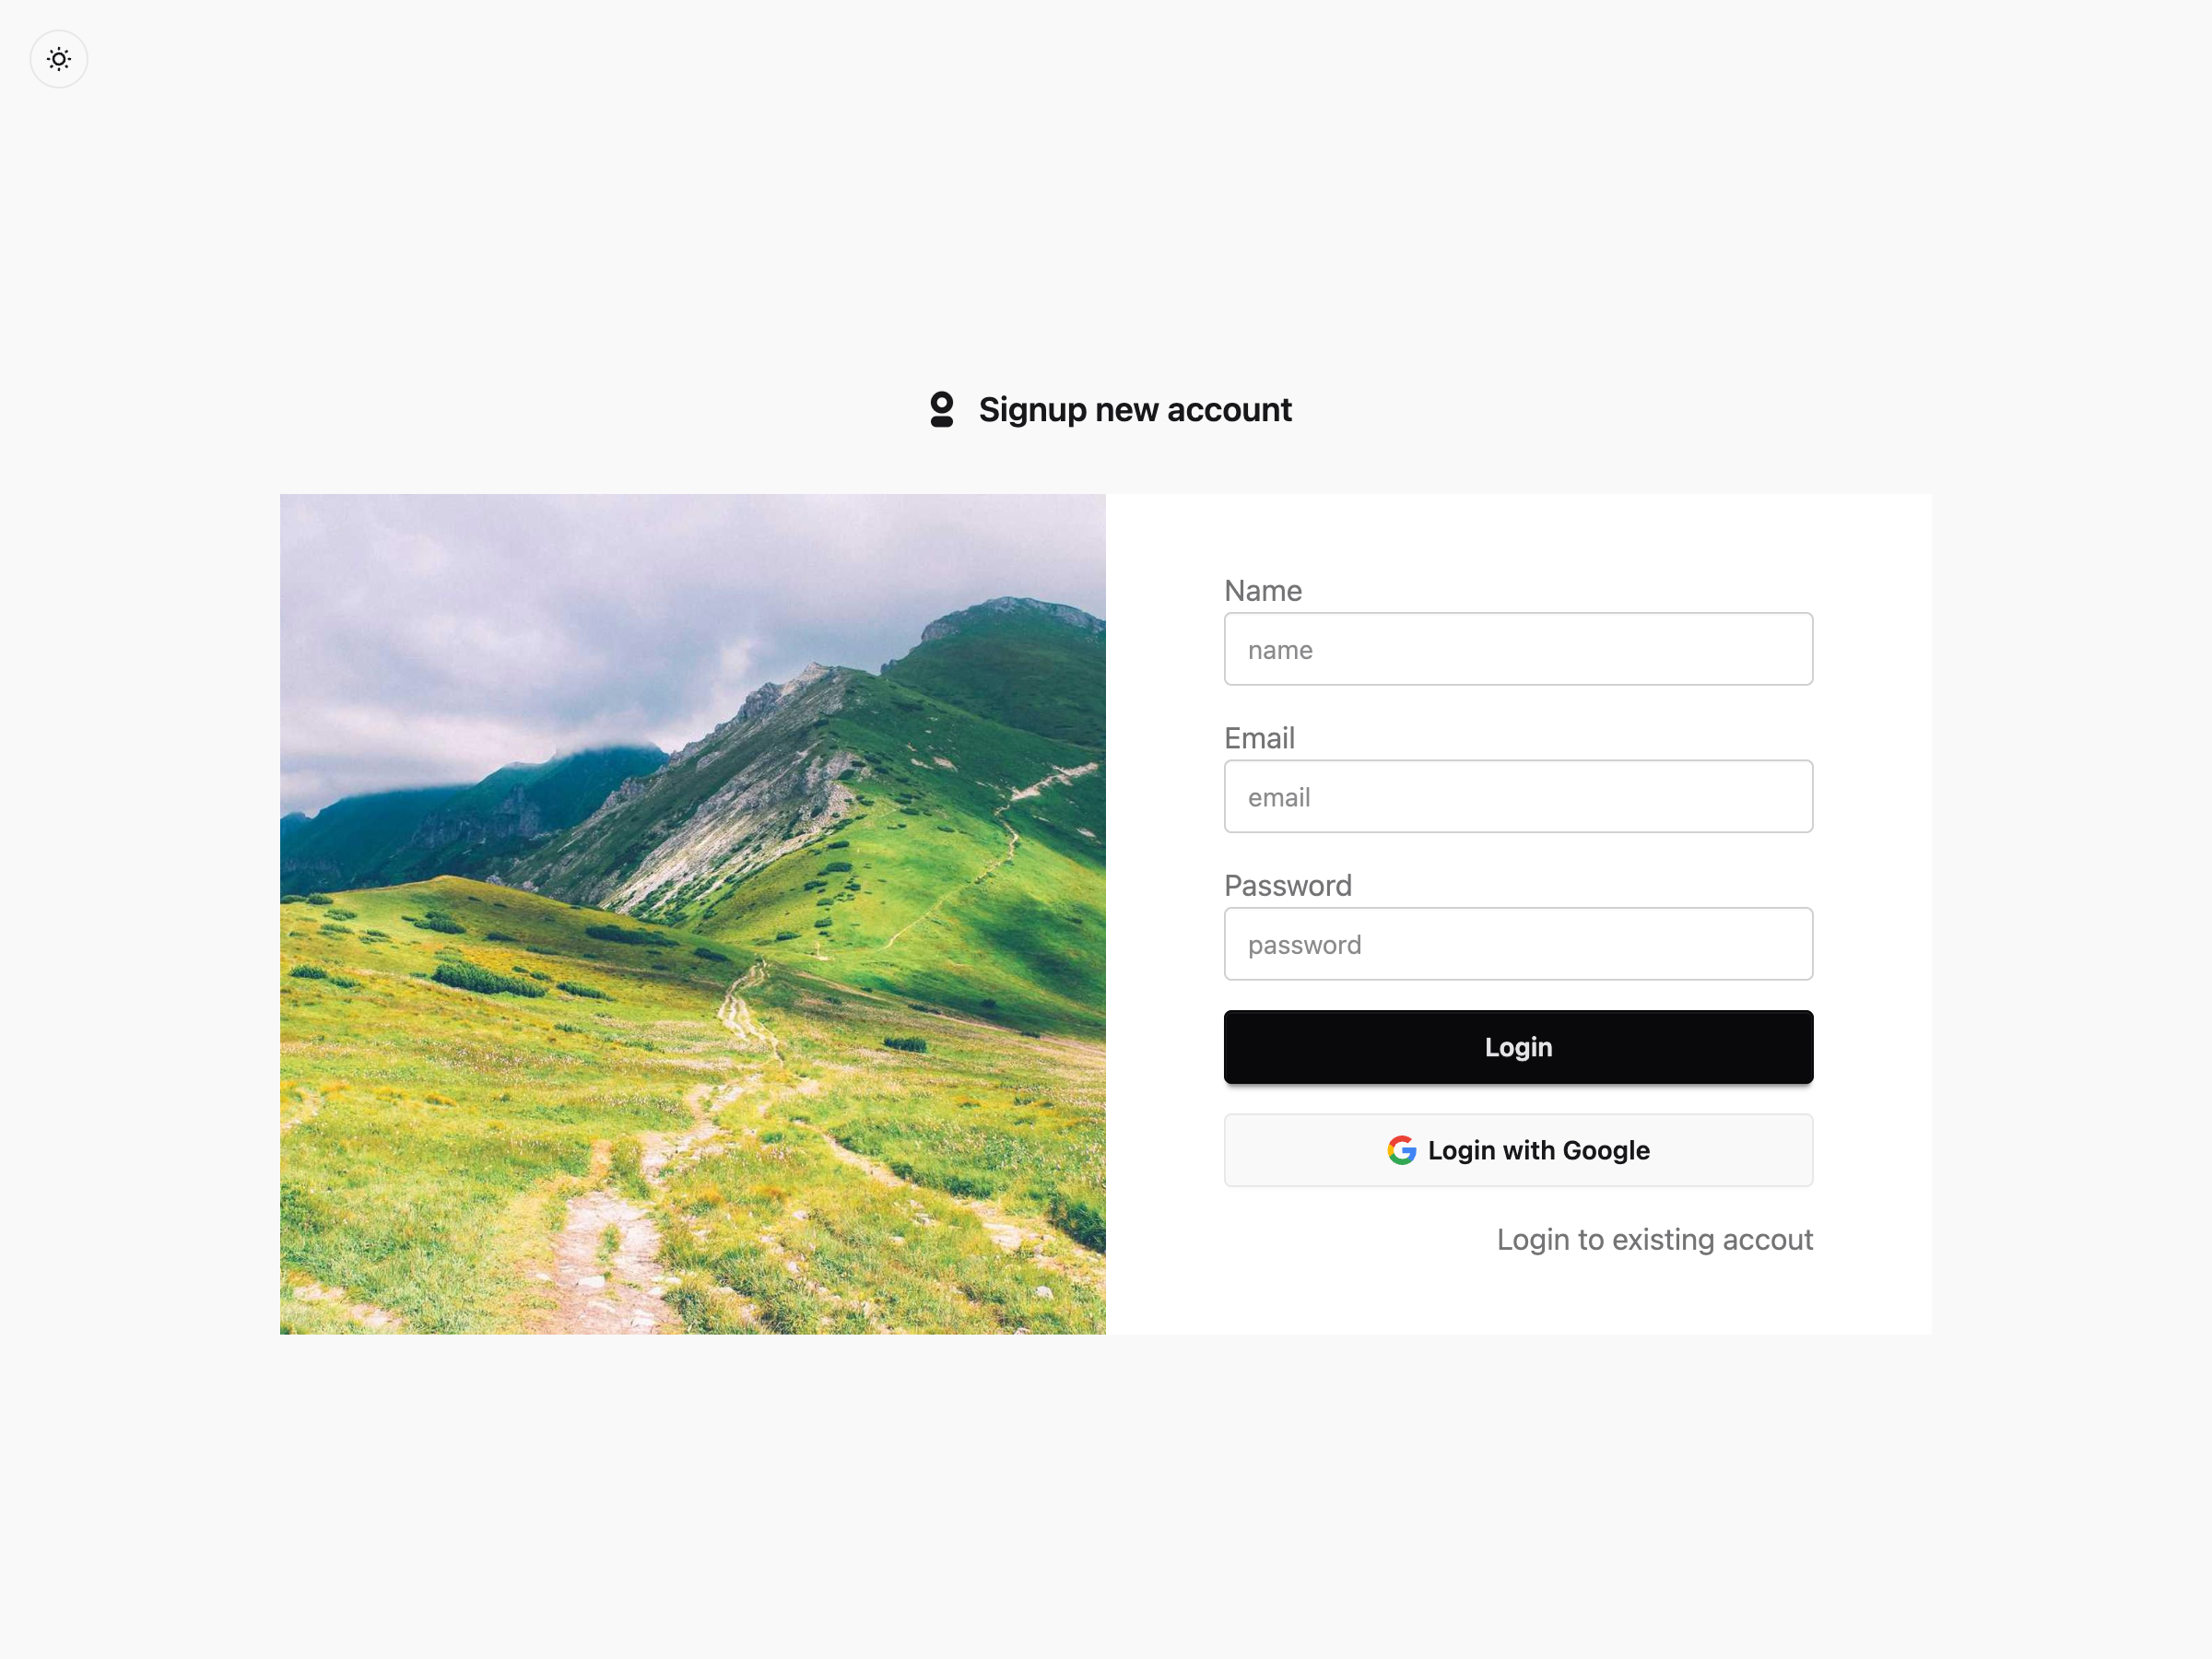 Signup new account
Name
name
Email
email
Password
password
Login
Login with Google
Login to existing accout